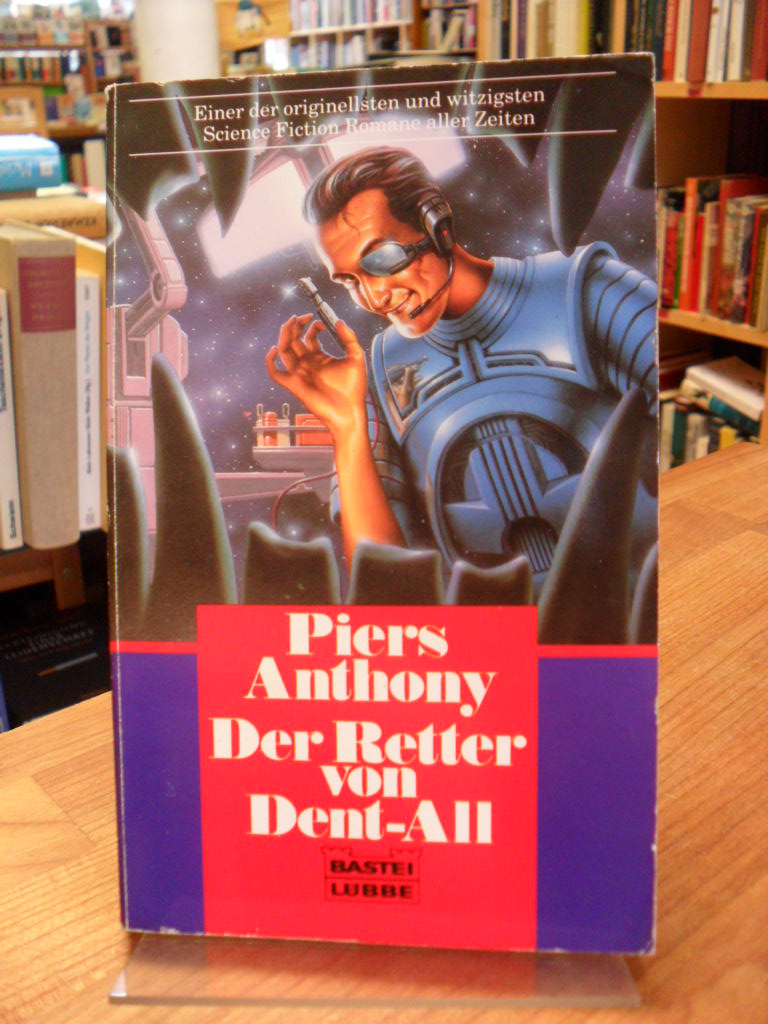 Einer der originellsten und witzigsten
Science Fiction Romane aller Zeiten
Piers
Anthony
Der Retter
von
Dent-All
BASTEI
LÜBBE